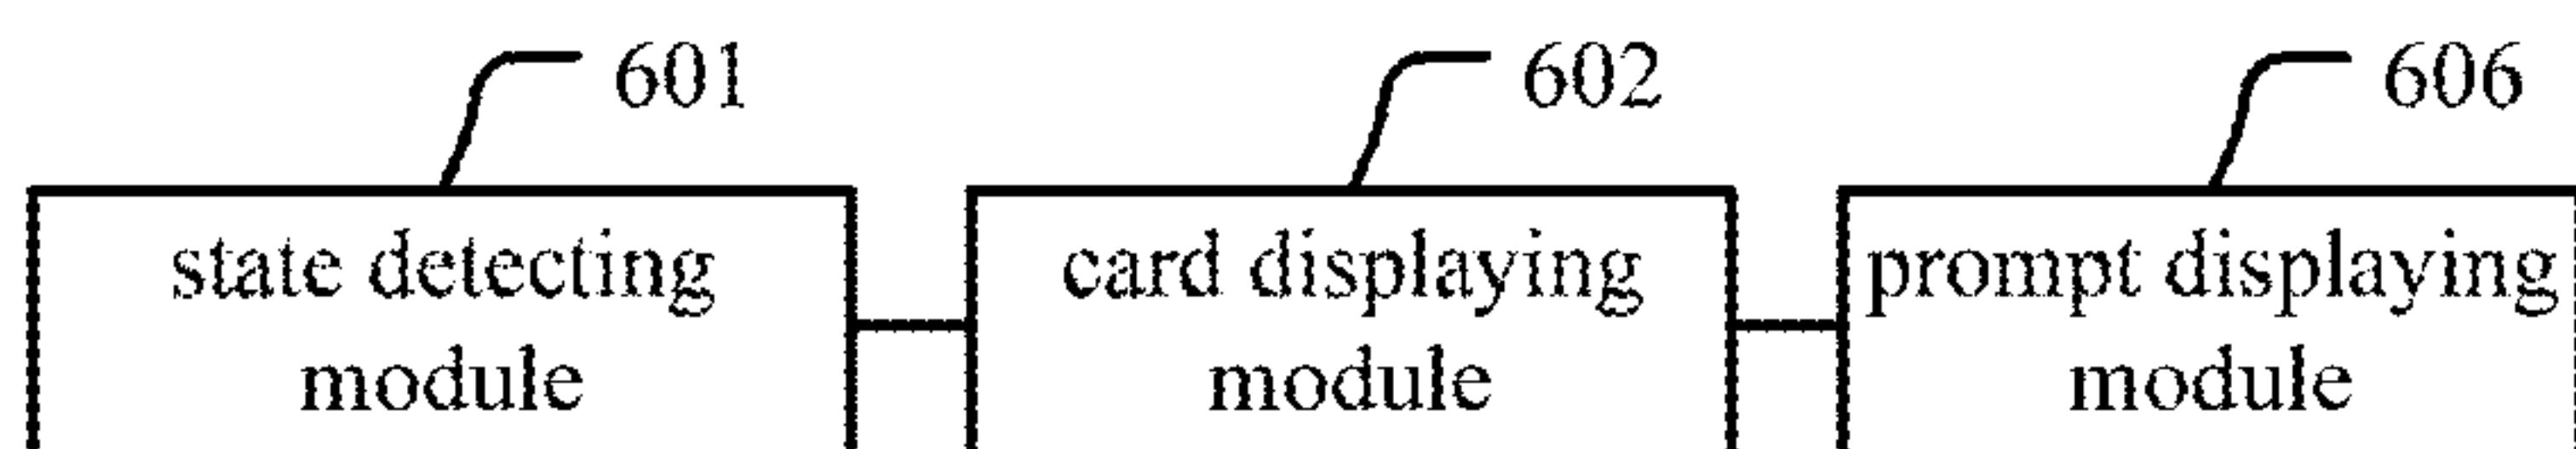 601
602
606
state detecting
module
card displaying
module
prompt displaying
module